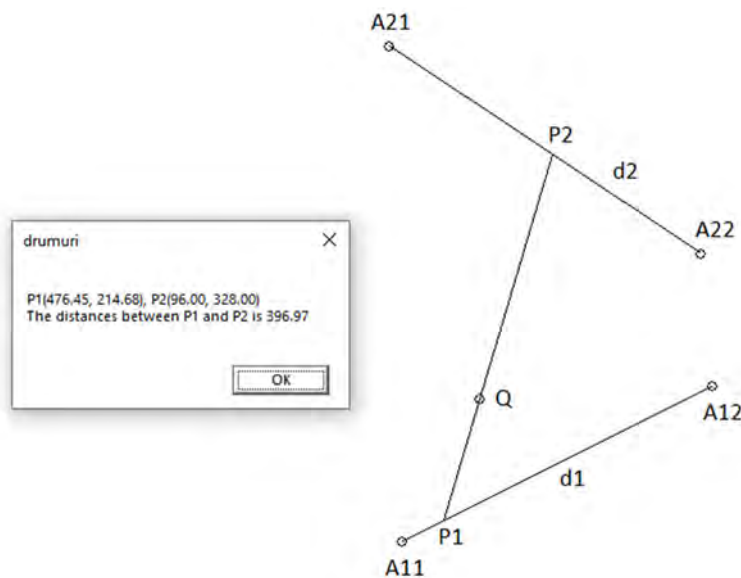 A21
P2
d2
A22
drumuri
P1(476.45, 214.68), P2(96.00, 328.00)
The distances between P1 and P2 is 396.97
OK
Q
A12
d1
P1
A11